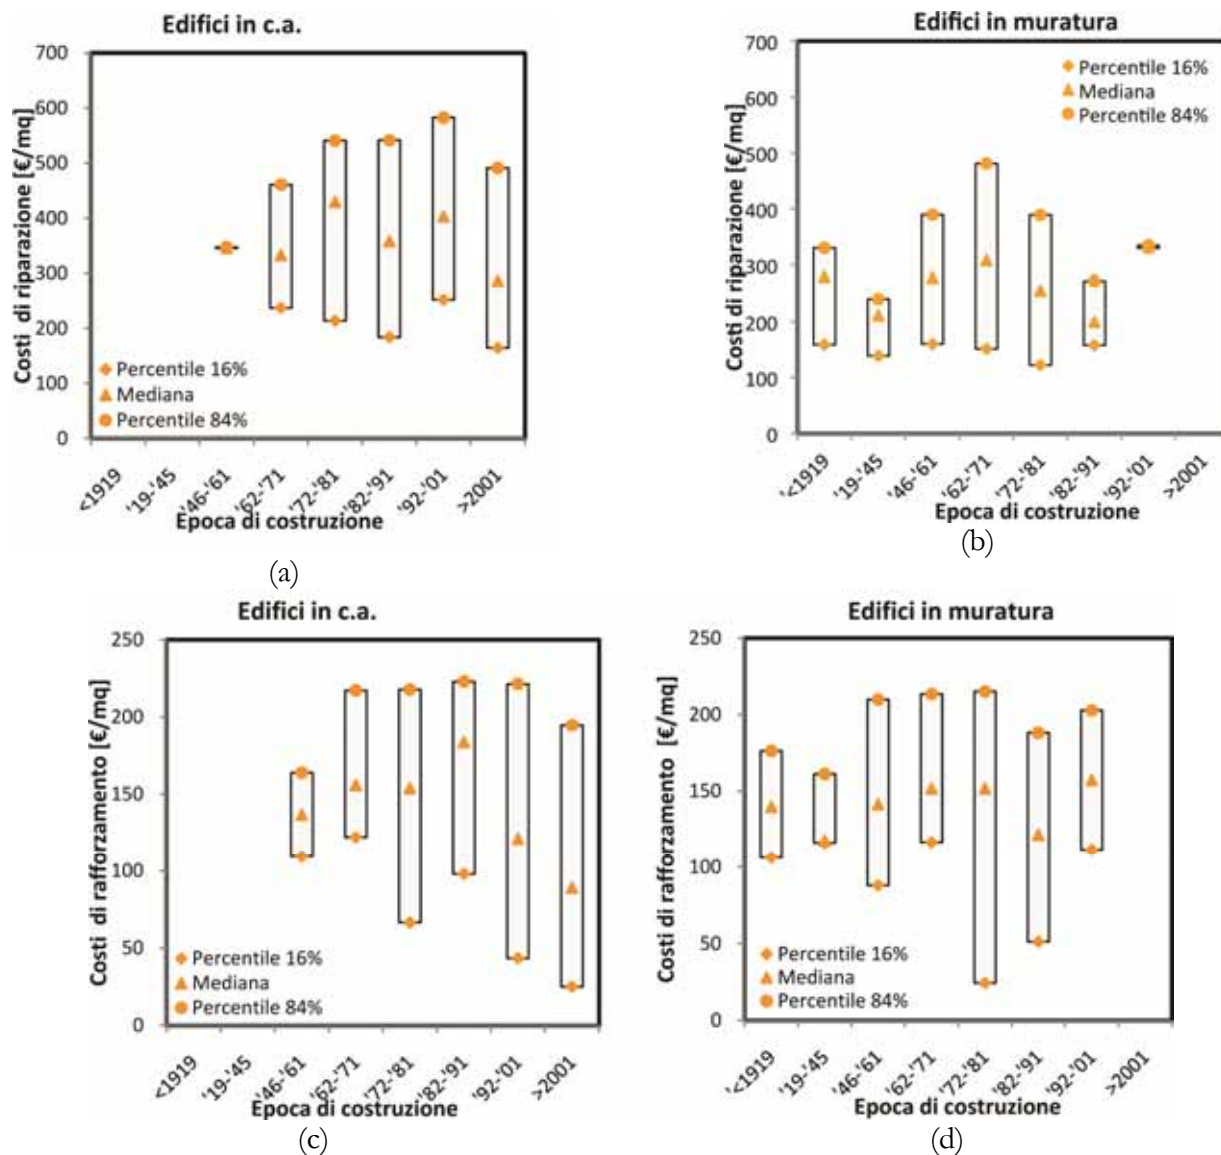 Edifici in c.a.
Costi di riparazione [€/mq]
700
600
500
400
300
200
100
0
Percentile 16%
Mediana
Percentile 84%
<1919
'19-'45
'46-'61
'62-'71
'72-'81
'82-'91
'92-'01
>2001
Epoca di costruzione
(a)
Edifici in muratura
Costi di riparazione [€/mq]
700
600
500
400
300
200
100
0
Percentile 16%
Mediana
Percentile 84%
'<1919
'19-'45
'46-'61
'62-'71
'72-'81
'82-'91
'92-'01
>2001
Epoca di costruzione
(b)
Edifici in c.a.
Costi di rafforzamento [€/mq]
250
200
150
100
50
0
Percentile 16%
Mediana
Percentile 84%
<1919
'19-'45
'46-'61
'62-'71
'72-'81
'82-'91
'92-'01
>2001
Epoca di costruzione
(c)
Edifici in muratura
Costi di rafforzamento [€/mq]
250
200
150
100
50
0
Percentile 16%
Mediana
Percentile 84%
'<1919
'19-'45
'46-'61
'62-'71
'72-'81
'82-'91
'92-'01
>2001
Epoca di costruzione
(d)